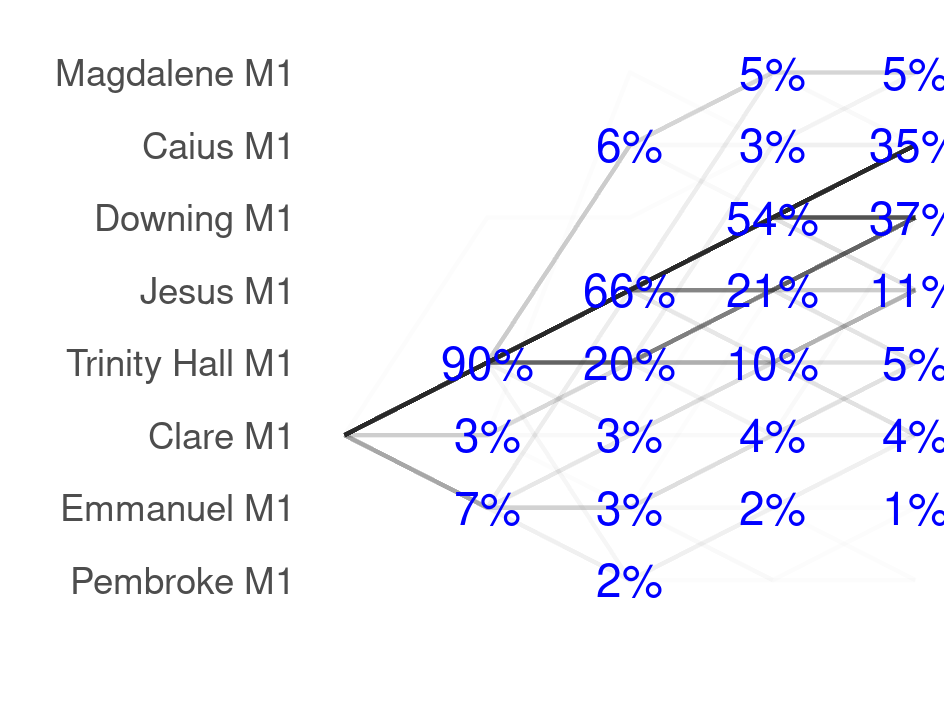 Magdalene M1 5% 5%
Caius M1 6% 3% 35%
Downing M1 54% 37%
Jesus M1 66% 21% 11%
Trinity Hall M1 90% 20% 10% 5%
Clare M1 3% 3% 4% 4%
Emmanuel M1 7% 3% 2% 1%
Pembroke M1 2%